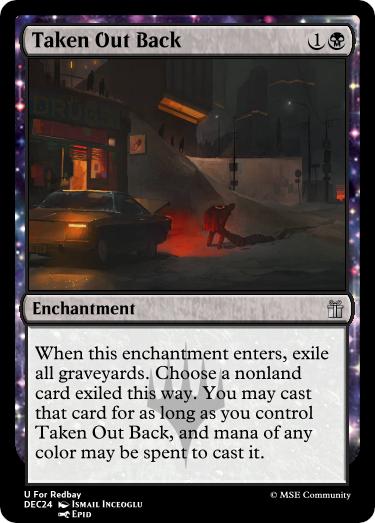 Taken Out Back
1
DRUGS
Enchantment
When this enchantment enters, exile
all graveyards. Choose a nonland
card exiled this way. You may cast
that card for as long as you control
Taken Out Back, and mana of any
color may be spent to cast it.
U For Redbay
DEC24 Ismail Inceoglu
© MSE Community
Epid